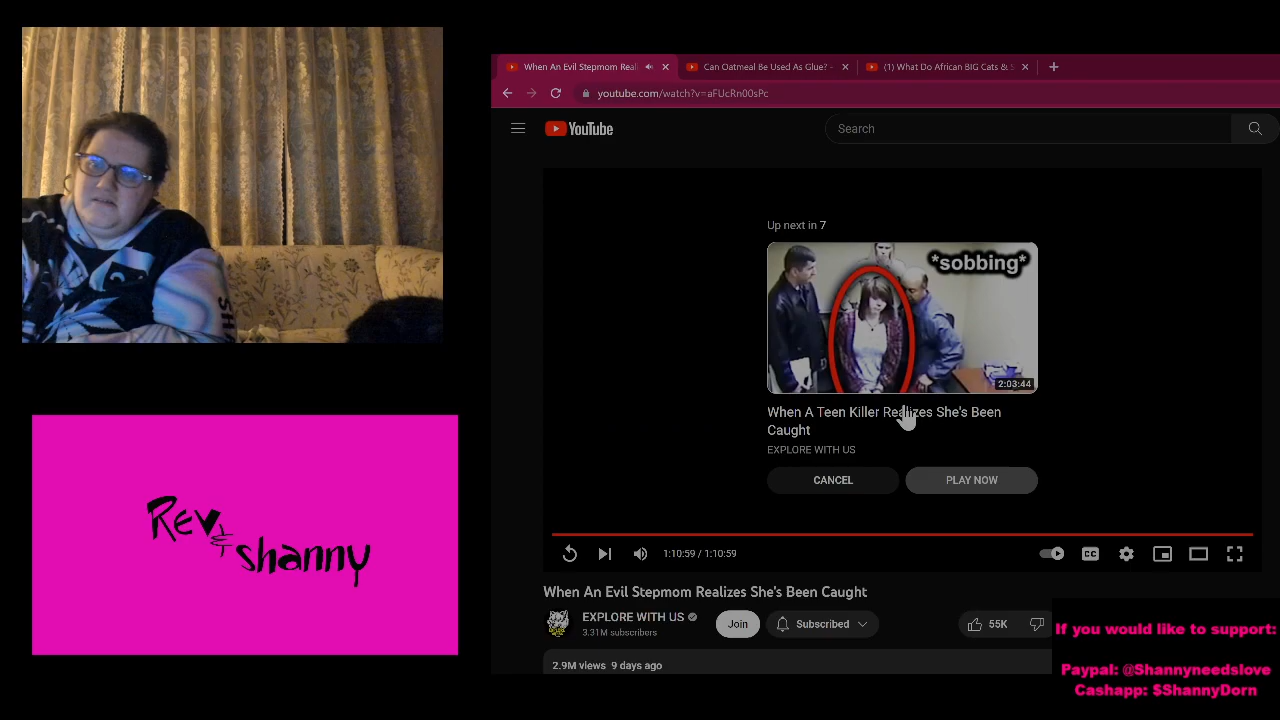 When An Evil Stepmom Reali
Can Oatmeal Be Used As Glue? -
(1) What Do African BIG Cats &
youtube.com/watch?v=aFUcRn00sPc
YouTube
Search
Up next in 7
*sobbing*
2:03:44
When A Teen Killer Realizes She's Been
Caught
EXPLORE WITH US
CANCEL
PLAY NOW
1:10:59 / 1:10:59
CC
When An Evil Stepmom Realizes She's Been Caught
EXPLORE WITH US
3.31M subscribers
Join
Subscribed
55K
2.9M views 9 days ago
Rev
&
shanny
If you would like to support:
Paypal: @Shannyneedslove
Cashapp: $ShannyDorn